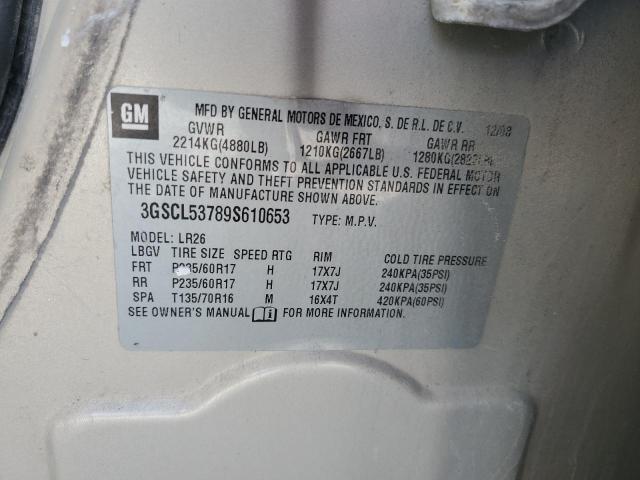 GM
MFD BY GENERAL MOTORS DE MEXICO, S. DE R.L. DE C.V. 12/08
GVWR GAWR FRT GAWR RR
2214KG(4880LB) 1210KG(2667LB) 1280KG(2822LB)
THIS VEHICLE CONFORMS TO ALL APPLICABLE U.S. FEDERAL MOTOR
VEHICLE SAFETY AND THEFT PREVENTION STANDARDS IN EFFECT ON THE
DATE OF MANUFACTURE SHOWN ABOVE.
3GSCL53789S610653 TYPE: M.P.V.
MODEL: LR26
LBGV TIRE SIZE SPEED RTG RIM COLD TIRE PRESSURE
FRT P235/60R17 H 17X7J 240KPA(35PSI)
RR P235/60R17 H 17X7J 240KPA(35PSI)
SPA T135/70R16 M 16X4T 420KPA(60PSI)
SEE OWNER'S MANUAL i FOR MORE INFORMATION.